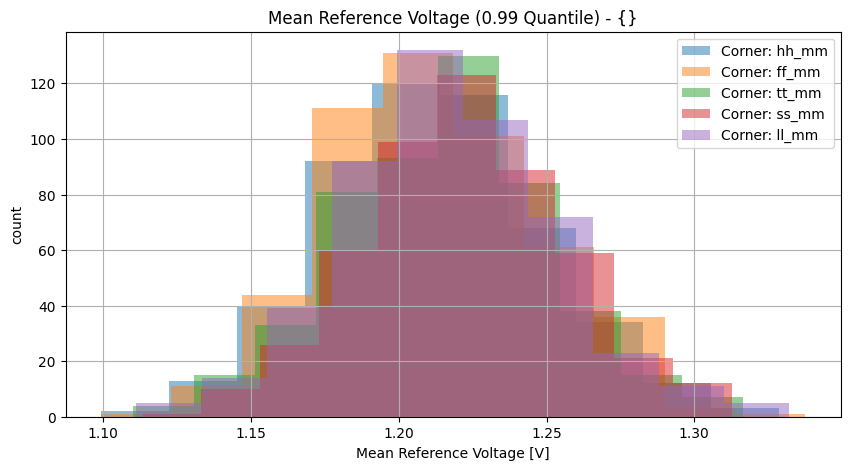 Mean Reference Voltage (0.99 Quantile) - {}
Corner: hh_mm
Corner: ff_mm
Corner: tt_mm
Corner: ss_mm
Corner: ll_mm
count
120
100
80
60
40
20
0
1.10 1.15 1.20 1.25 1.30
Mean Reference Voltage [V]